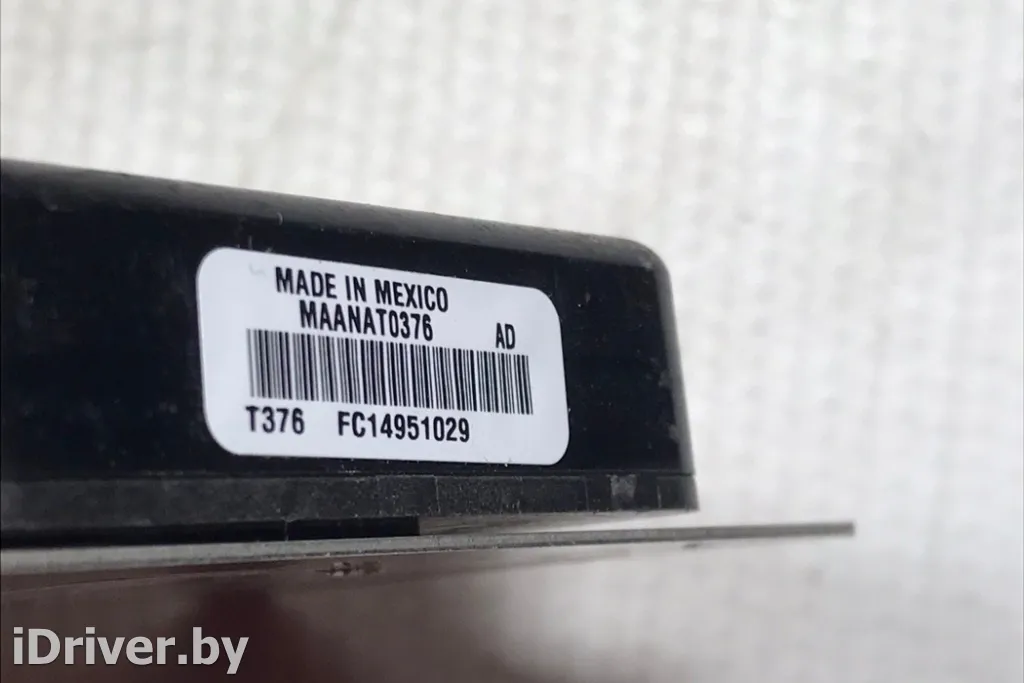 MADE IN MEXICO
MAANAT0376
AD
T376 FC14951029
iDriver.by